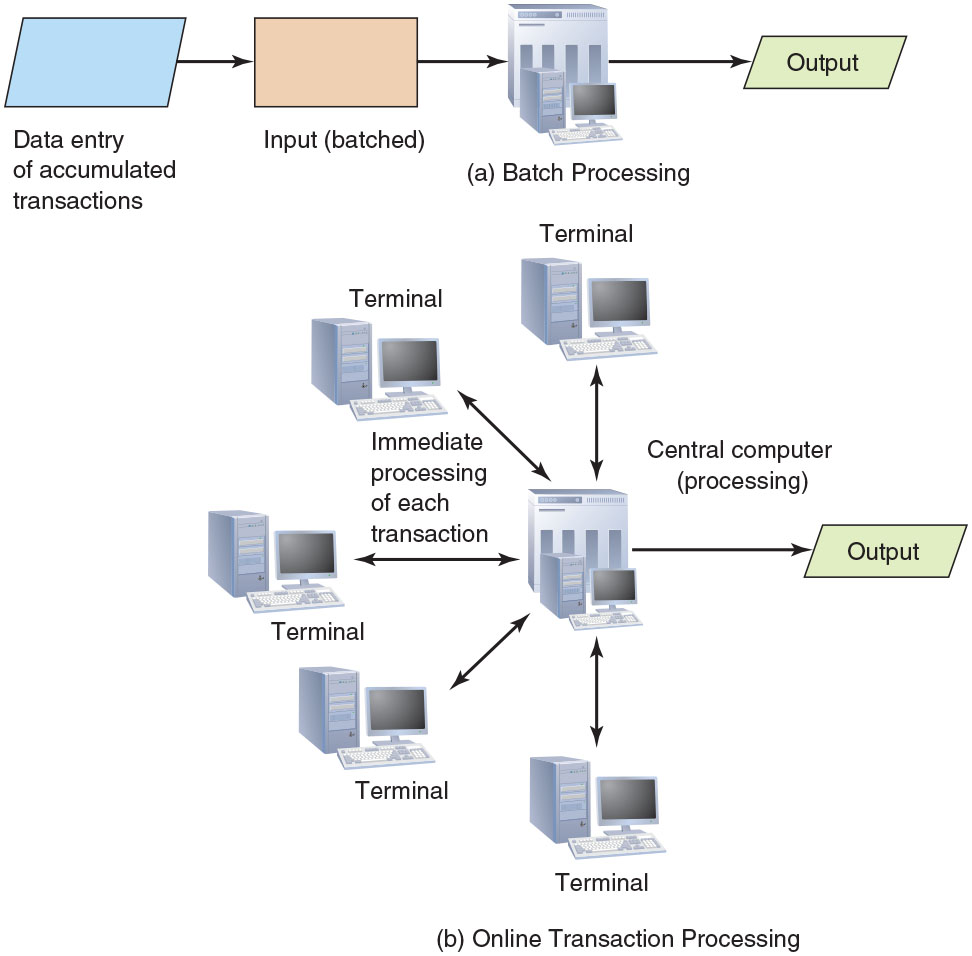 Output
Data entry
of accumulated
transactions
Input (batched)
(a) Batch Processing
Terminal
Terminal
Immediate
processing
of each
transaction
Central computer
(processing)
Output
Terminal
Terminal
Terminal
(b) Online Transaction Processing